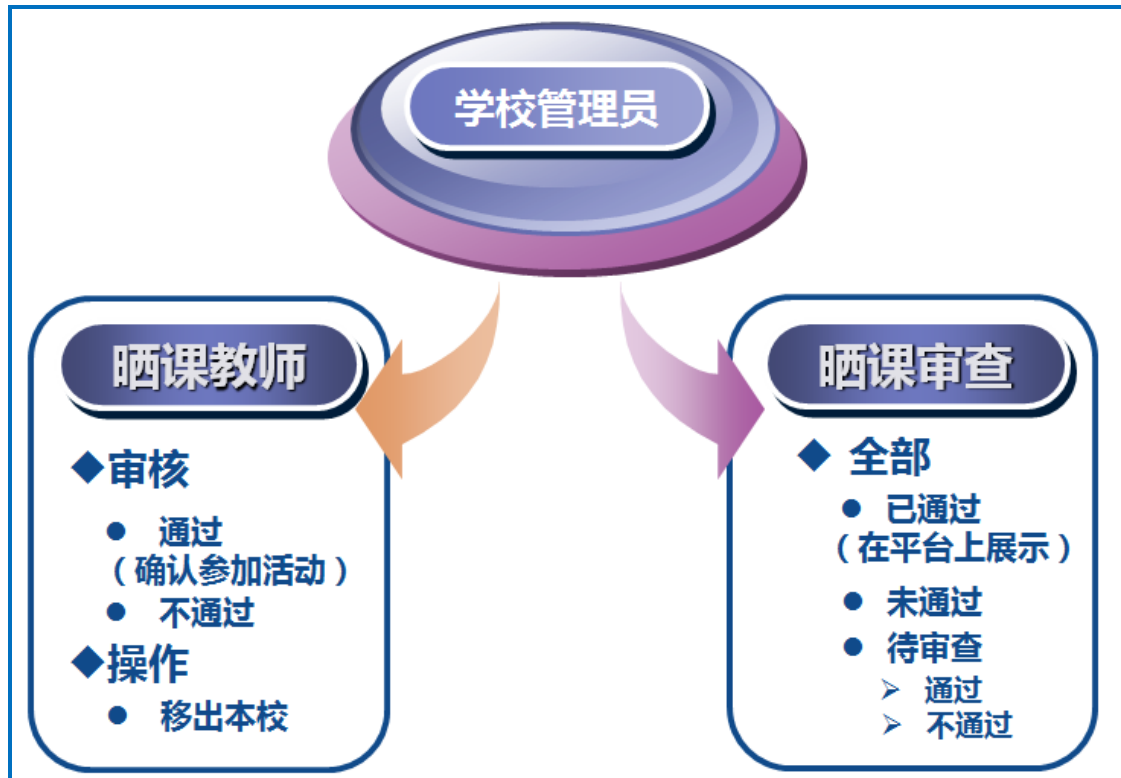 学校管理员
晒课教师
◆审核
● 通过
（确认参加活动）
● 不通过
◆操作
● 移出本校
晒课审查
◆ 全部
● 已通过
（在平台上展示）
● 未通过
● 待审查
➢ 通过
➢ 不通过